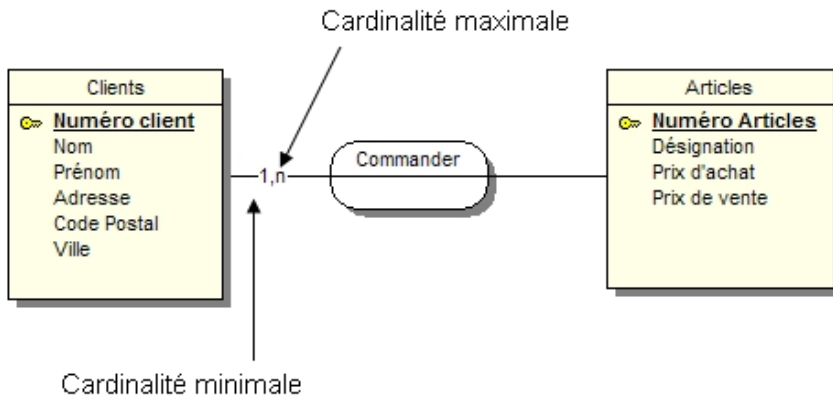 Cardinalité maximale
Clients
Numéro client
Nom
Prénom
Adresse
Code Postal
Ville
1,n
Commander
Articles
Numéro Articles
Désignation
Prix d'achat
Prix de vente
Cardinalité minimale